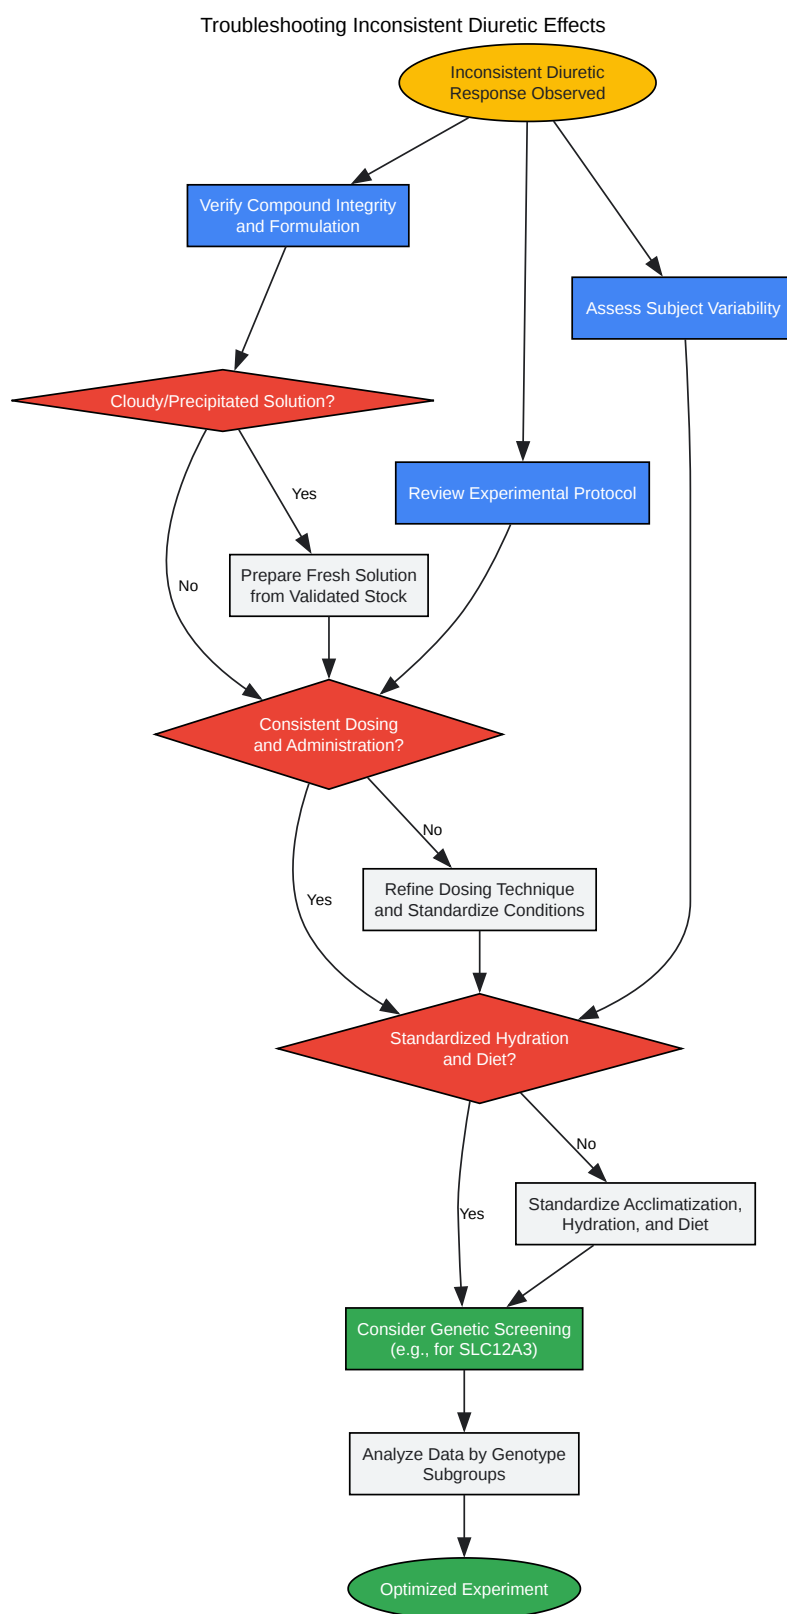 Troubleshooting Inconsistent Diuretic Effects
Inconsistent Diuretic
Response Observed
Verify Compound Integrity
and Formulation
Assess Subject Variability
Cloudy/Precipitated Solution?
Review Experimental Protocol
Yes
No
Prepare Fresh Solution
from Validated Stock
Consistent Dosing
and Administration?
No
Yes
Refine Dosing Technique
and Standardize Conditions
Standardized Hydration
and Diet?
No
Yes
Standardize Acclimatization,
Hydration, and Diet
Consider Genetic Screening
(e.g., for SLC12A3)
Analyze Data by Genotype
Subgroups
Optimized Experiment